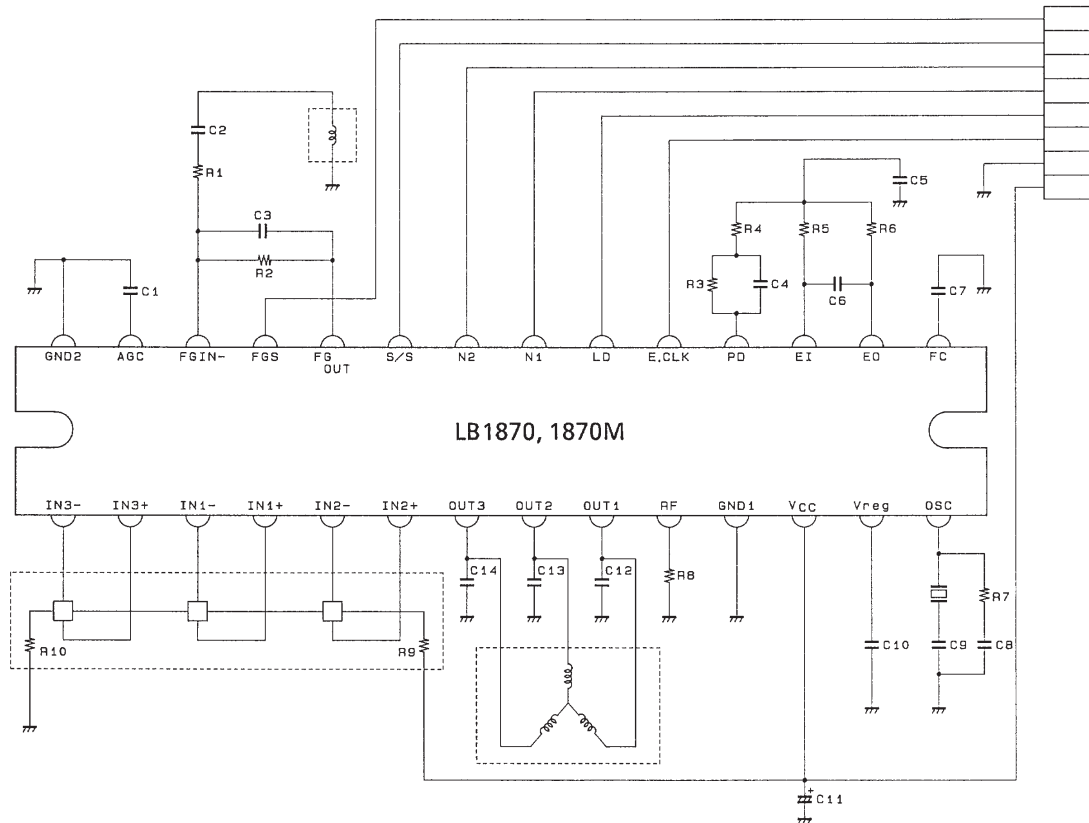 C2
R1
C3
R2
C1
C5
R4
R5
R6
R3
C4
C6
C7
GND2 AGC FGIN- FGS FG OUT S/S N2 N1 LD E.CLK PD EI EO FC
LB1870, 1870M
IN3- IN3+ IN1- IN1+ IN2- IN2+ OUT3 OUT2 OUT1 RF GND1 VCC Vreg OSC
C14
C13
C12
R8
R7
R10
R9
C10
C9
C8
+
C11